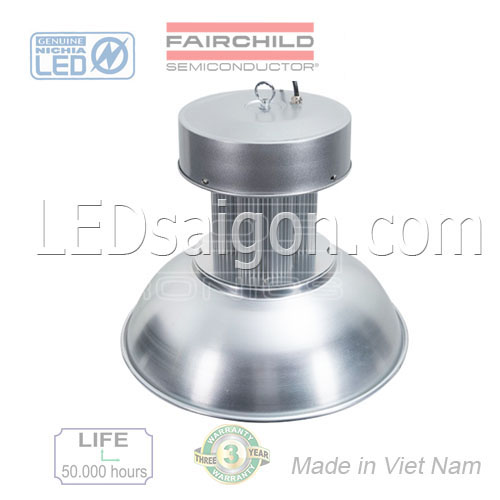 GENUINE
NICHIA
LED
FAIRCHILD
SEMICONDUCTOR®
LEDsaigon.com
LIFE
50.000 hours
WARRANTY
THREE 3 YEAR
WARRANTY
Made in Viet Nam